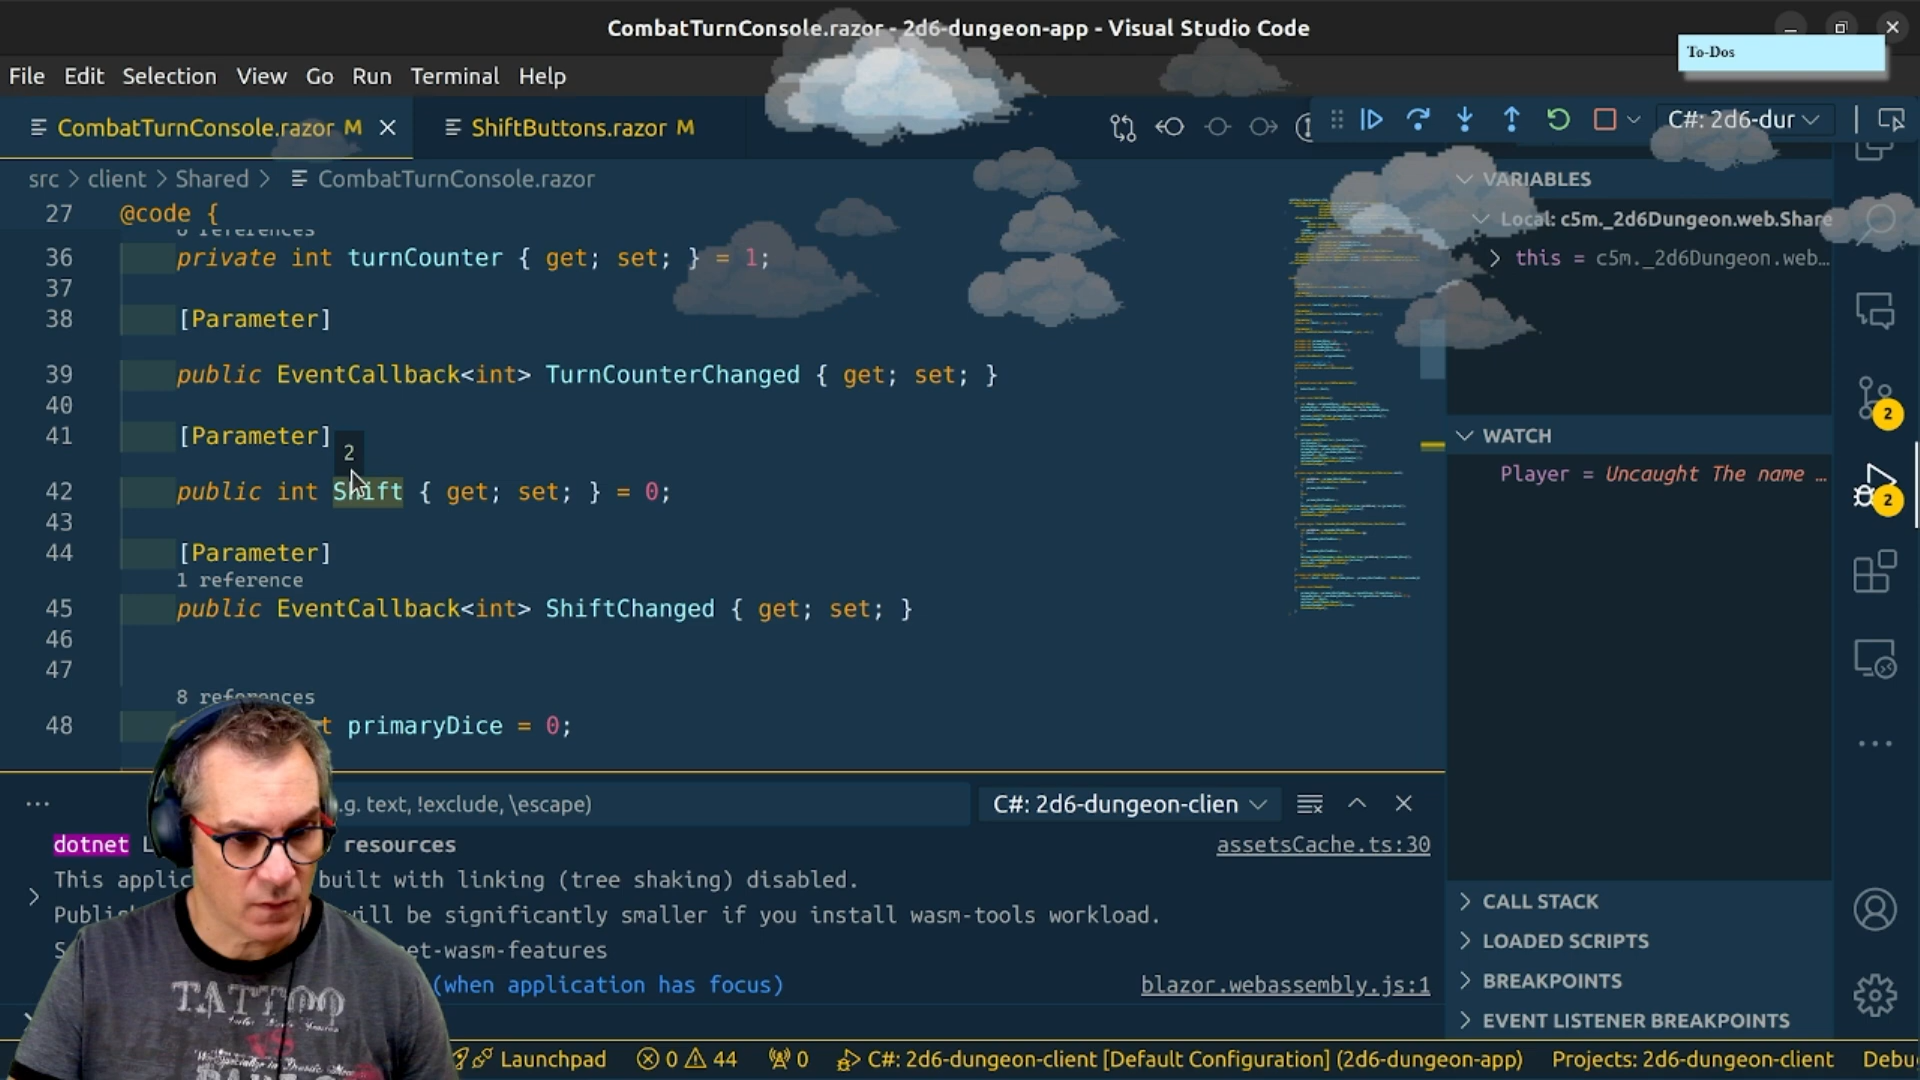 CombatTurnConsole.razor - 2d6-dungeon-app - Visual Studio Code
To-Dos
File Edit Selection View Go Run Terminal Help
CombatTurnConsole.razor M
ShiftButtons.razor M
C#: 2d6-dur
src > client > Shared > CombatTurnConsole.razor
27 @code {
36 private int turnCounter { get; set; } = 1;
37
38 [Parameter]
39 public EventCallback<int> TurnCounterChanged { get; set; }
40
41 [Parameter]
2
42 public int Shift { get; set; } = 0;
43
44 [Parameter]
1 reference
45 public EventCallback<int> ShiftChanged { get; set; }
46
47
8 references
48 primaryDice = 0;
VARIABLES
Local: c5m._2d6Dungeon.web.Share
this = c5m._2d6Dungeon.web...
WATCH
Player = Uncaught The name ...
2
2
CALL STACK
LOADED SCRIPTS
BREAKPOINTS
EVENT LISTENER BREAKPOINTS
.g. text, !exclude, \escape)
C#: 2d6-dungeon-clien
dotnet L resources
assetsCache.ts:30
This applic built with linking (tree shaking) disabled.
Publi will be significantly smaller if you install wasm-tools workload.
et-wasm-features
(when application has focus)
blazor.webassembly.js:1
TATTOO
Launchpad 0 44 0 C#: 2d6-dungeon-client [Default Configuration] (2d6-dungeon-app) Projects: 2d6-dungeon-client Debu